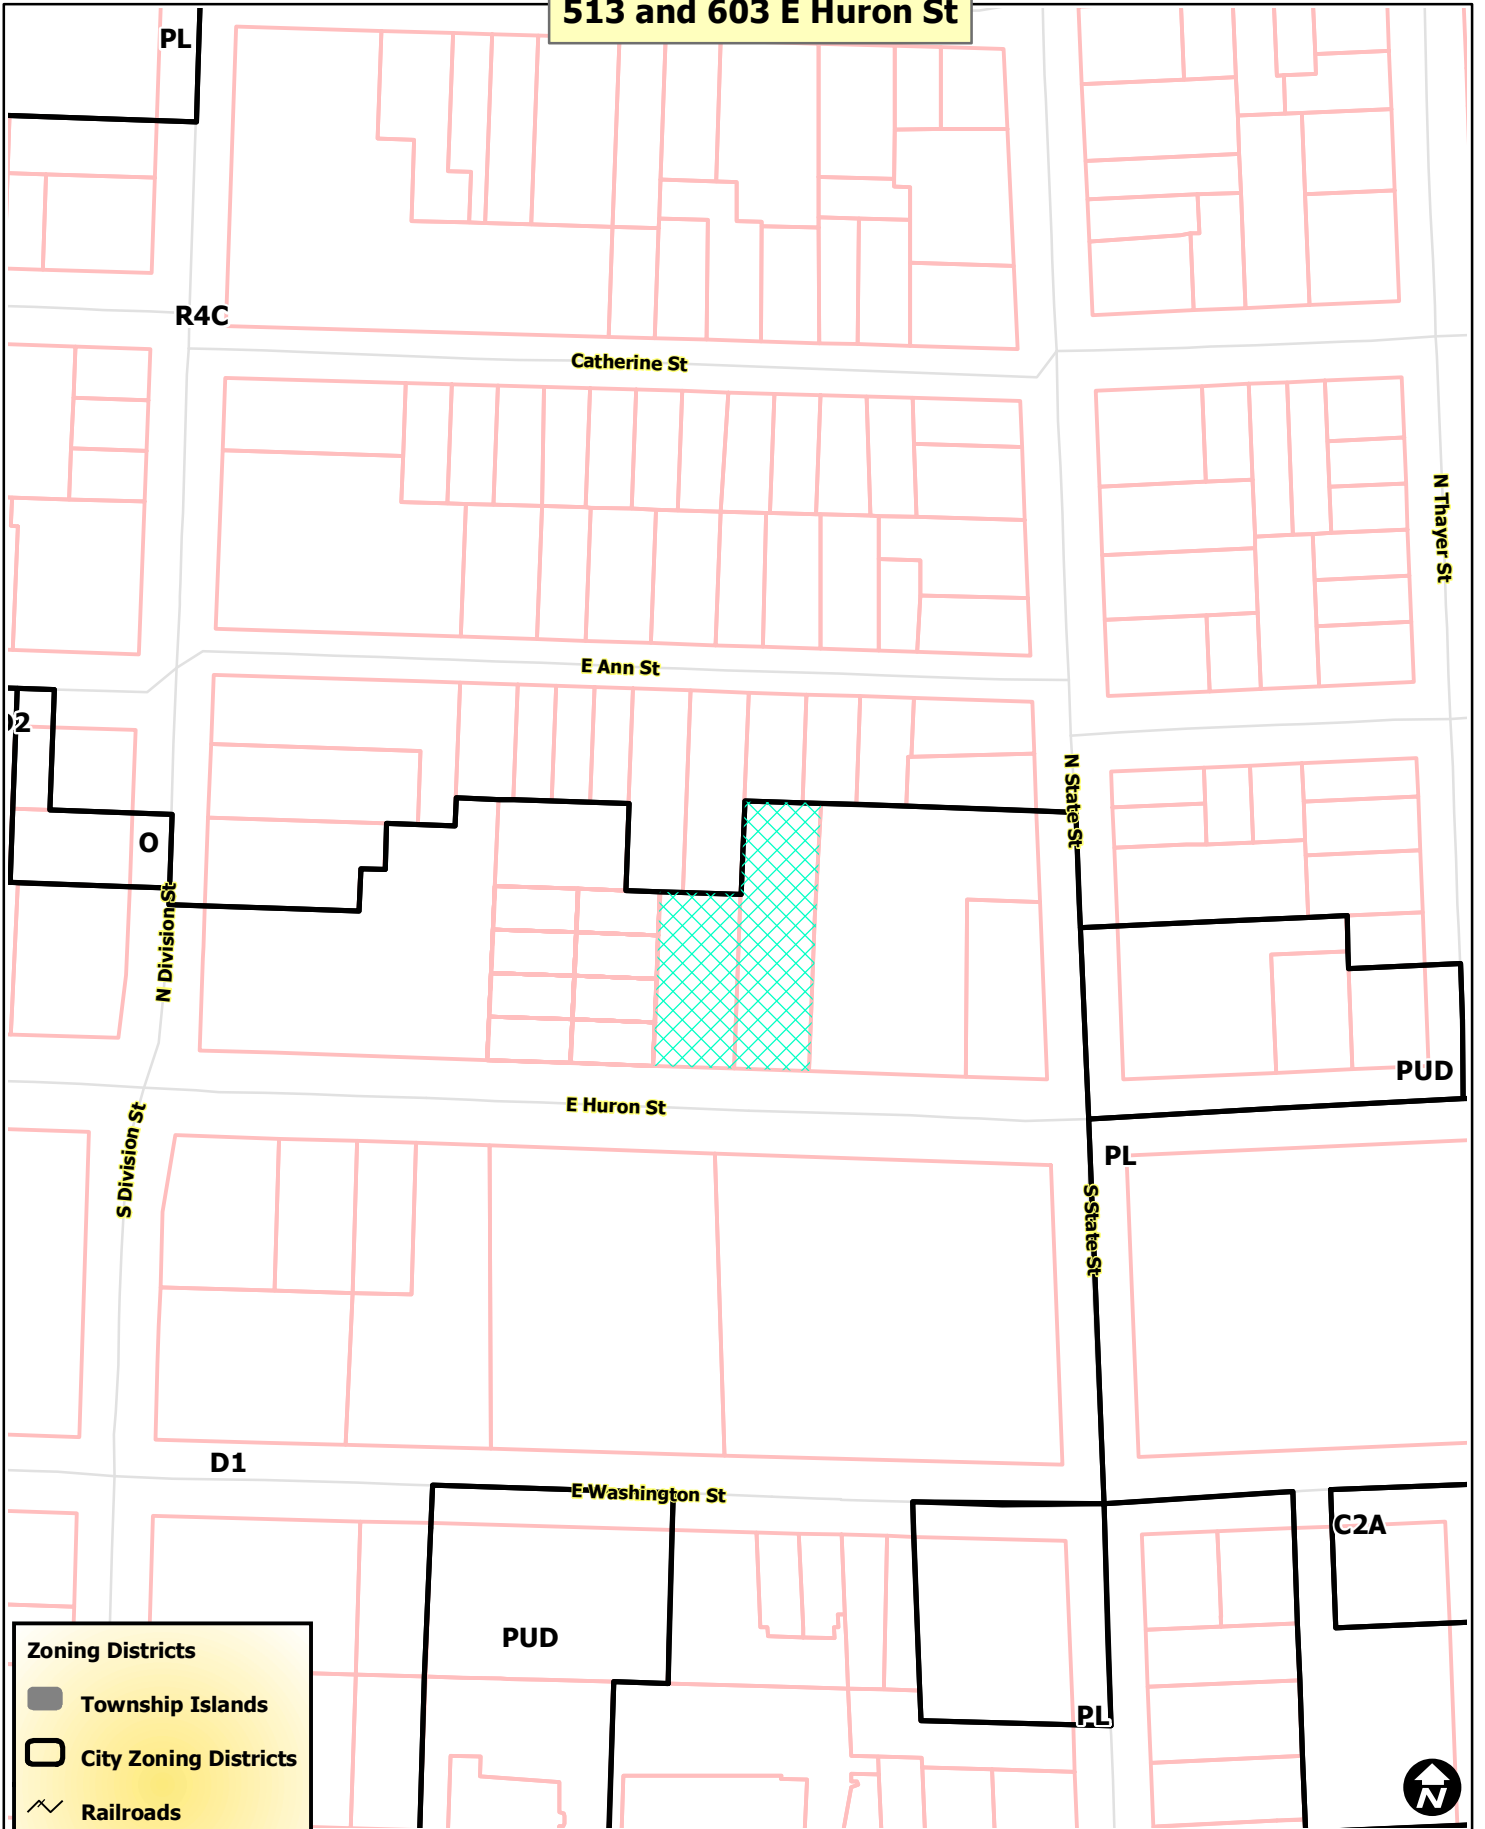 513 and 603 E Huron St
PL
R4C
Catherine St
N Thayer St
E Ann St
N State St
O
N Division St
PUD
E Huron St
S Division St
PL
S State St
D1
E Washington St
C2A
PUD
PL
Zoning Districts
Township Islands
City Zoning Districts
Railroads
N